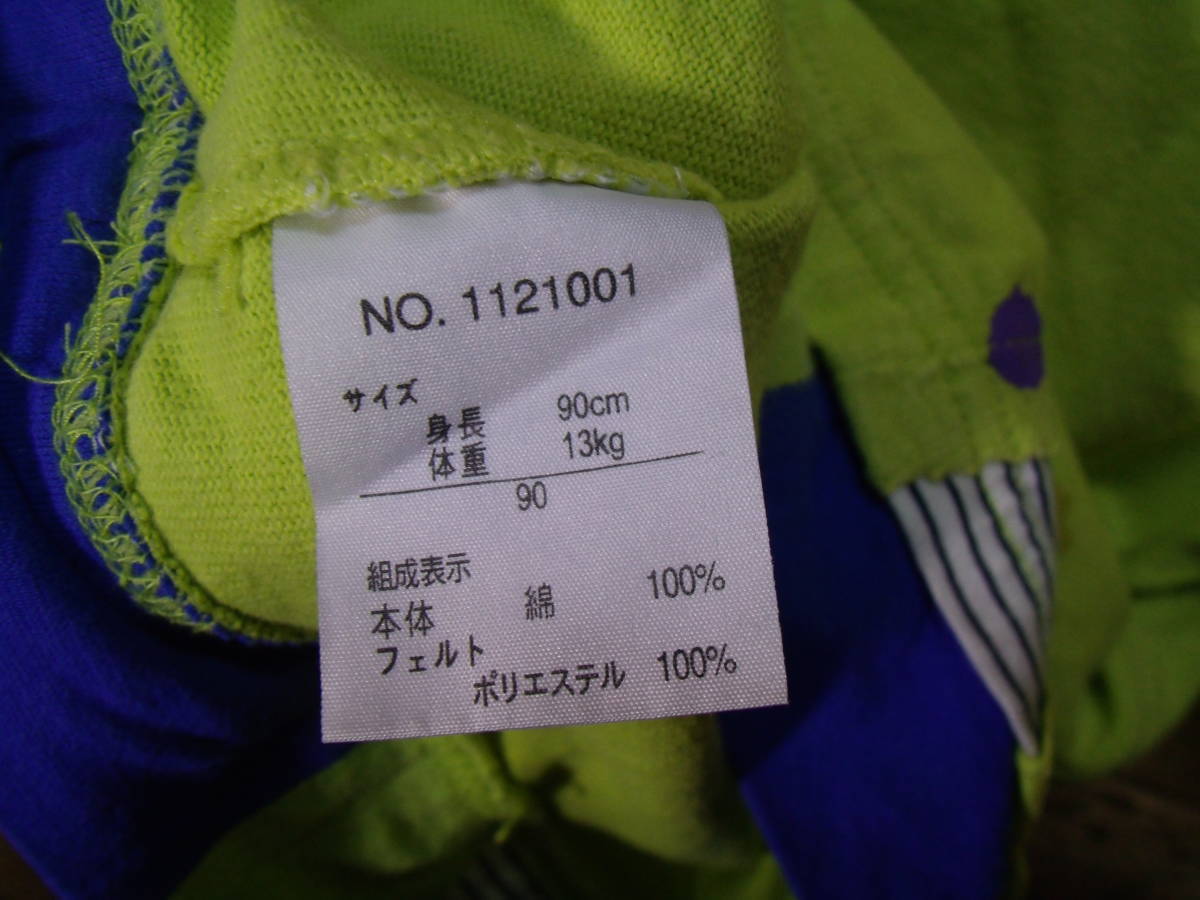 NO. 1121001
サイズ
身長 90cm
体重 13kg
90
組成表示
本体 綿 100%
フェルト
ポリエステル 100%